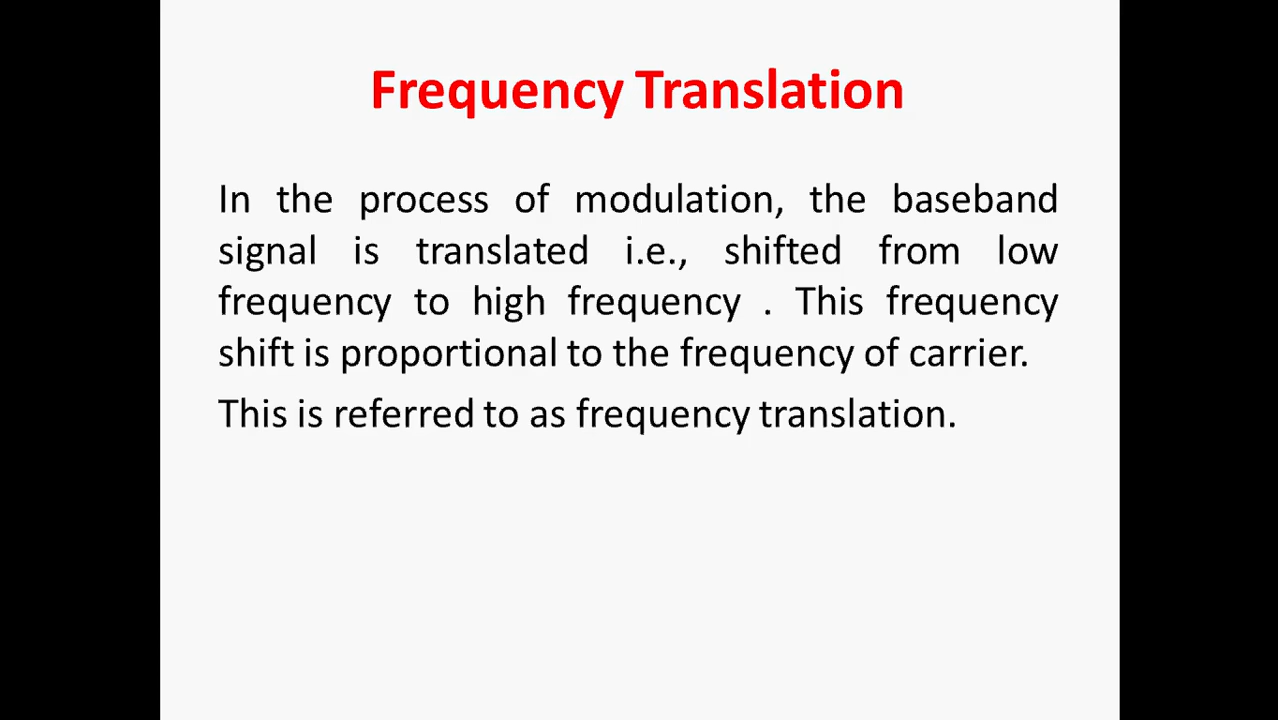 Frequency Translation
In the process of modulation, the baseband
signal is translated i.e., shifted from low
frequency to high frequency . This frequency
shift is proportional to the frequency of carrier.
This is referred to as frequency translation.